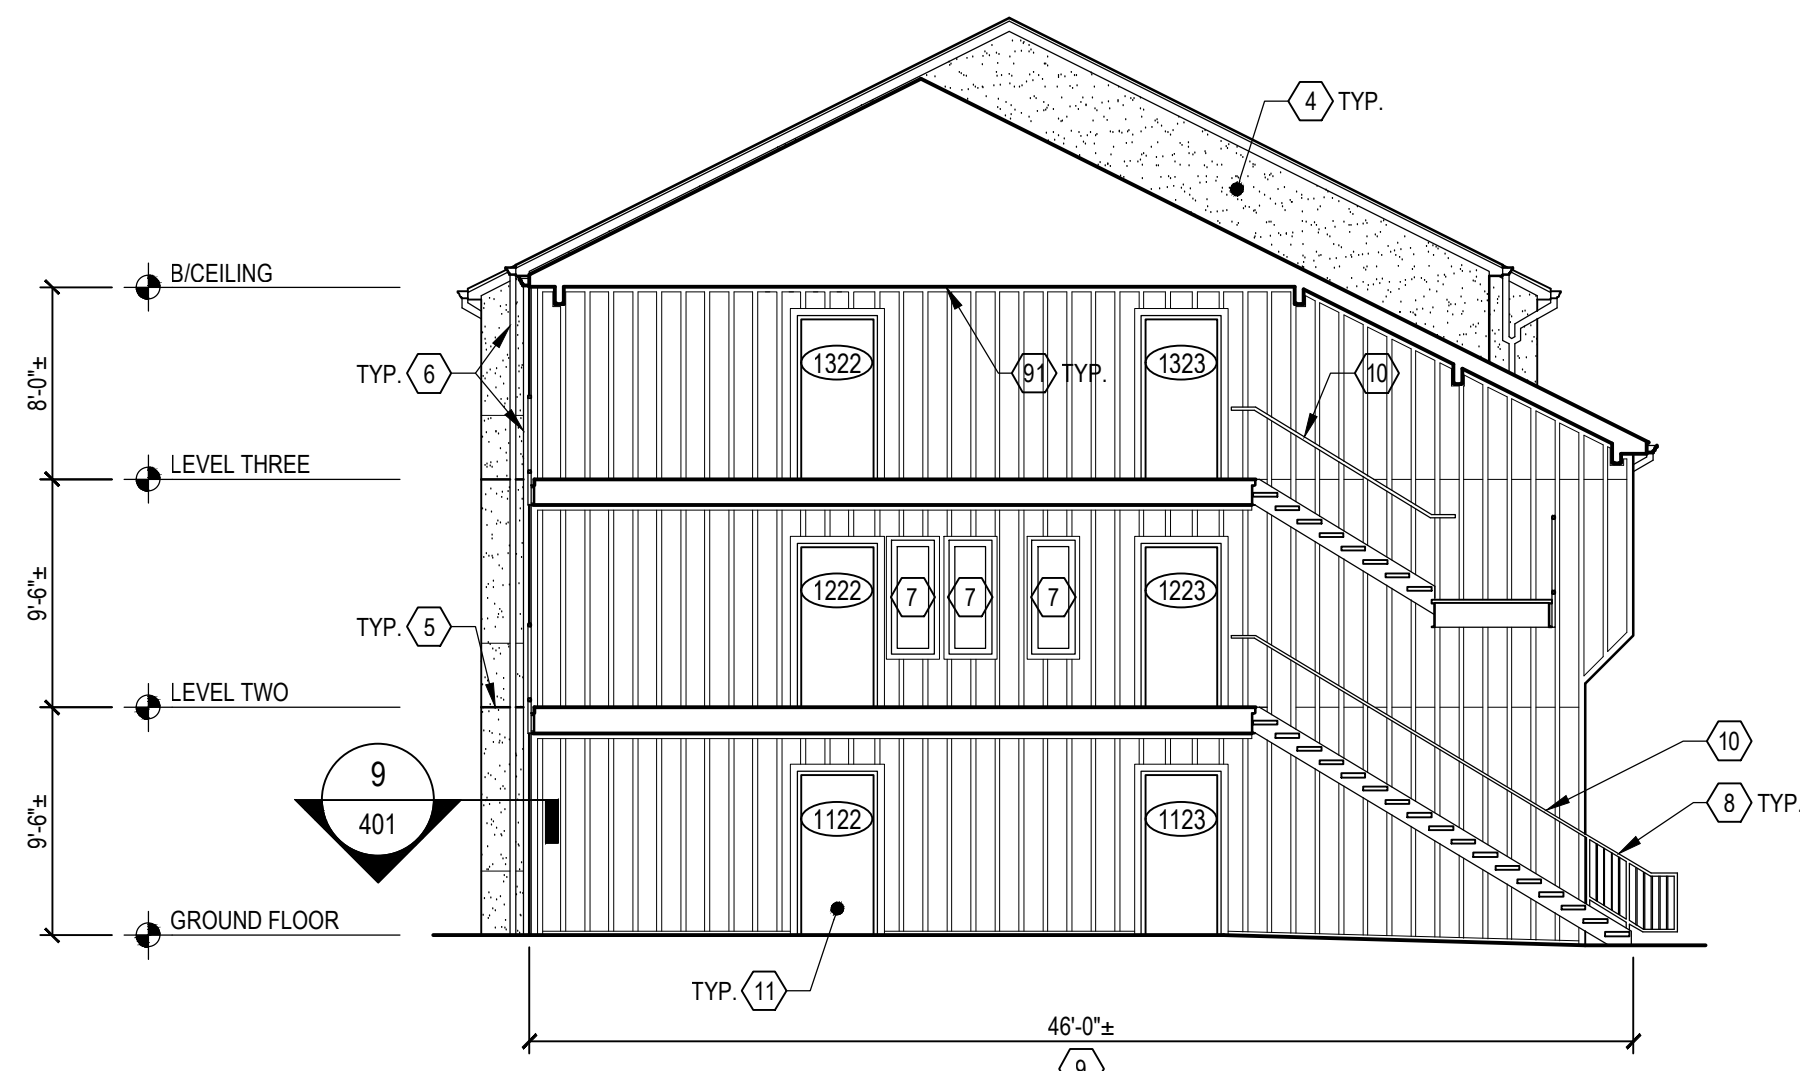 4 TYP.
B/CEILING
8'-0"±
TYP. 6
1322
91 TYP.
1323
10
LEVEL THREE
9'-6"±
1222
7
7
7
1223
TYP. 5
LEVEL TWO
10
9
401
9'-6"±
1122
1123
8 TYP.
GROUND FLOOR
TYP. 11
46'-0"±
9